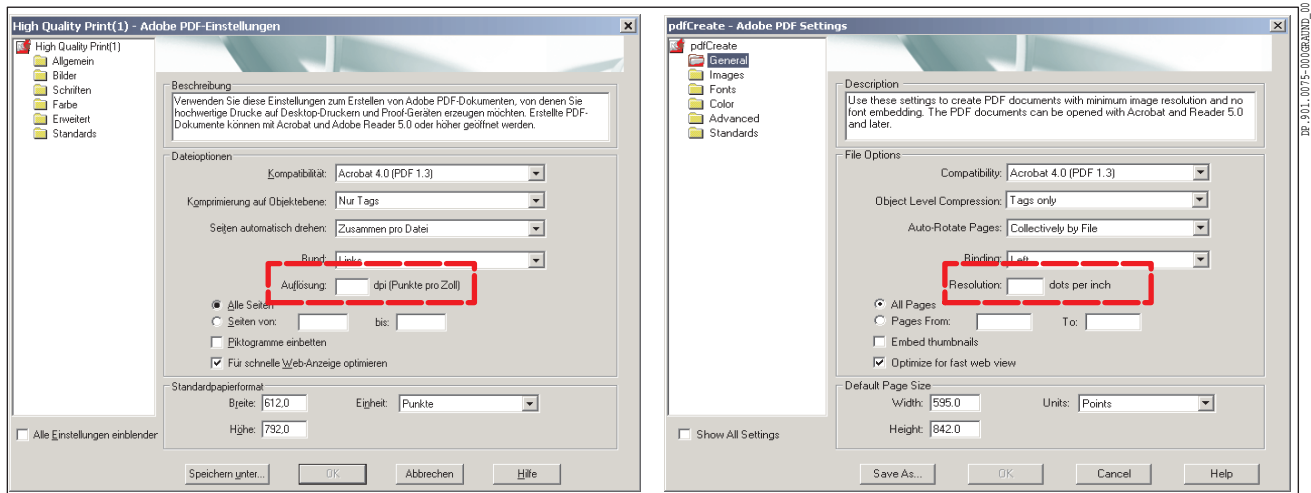 High Quality Print(1) - Adobe PDF-Einstellungen
High Quality Print(1)
Allgemein
Bilder
Schriften
Farbe
Erweitert
Standards
Beschreibung
Verwenden Sie diese Einstellungen zum Erstellen von Adobe PDF-Dokumenten, von denen Sie
hochwertige Drucke auf Desktop-Druckern und Proof-Geräten erzeugen möchten. Erstellte PDF-
Dokumente können mit Acrobat und Adobe Reader 5.0 oder höher geöffnet werden.
Dateioptionen
Kompatibilität: Acrobat 4.0 (PDF 1.3)
Komprimierung auf Objektebene: Nur Tags
Seiten automatisch drehen: Zusammen pro Datei
Bund: Links
Auflösung: dpi (Punkte pro Zoll)
Alle Seiten
Seiten von: bis:
Piktogramme einbetten
Für schnelle Web-Anzeige optimieren
Standardpapierformat
Breite: 612,0 Einheit: Punkte
Höhe: 792,0
Alle Einstellungen einblenden
Speichern unter... OK Abbrechen Hilfe
pdfCreate - Adobe PDF Settings
pdfCreate
General
Images
Fonts
Color
Advanced
Standards
Description
Use these settings to create PDF documents with minimum image resolution and no
font embedding. The PDF documents can be opened with Acrobat and Reader 5.0
and later.
File Options
Compatibility: Acrobat 4.0 (PDF 1.3)
Object Level Compression: Tags only
Auto-Rotate Pages: Collectively by File
Binding: Left
Resolution: dots per inch
All Pages
Pages From: To:
Embed thumbnails
Optimize for fast web view
Default Page Size
Width: 595.0 Units: Points
Height: 842.0
Show All Settings
Save As... OK Cancel Help
DP.901.00075-000GRAUND_00